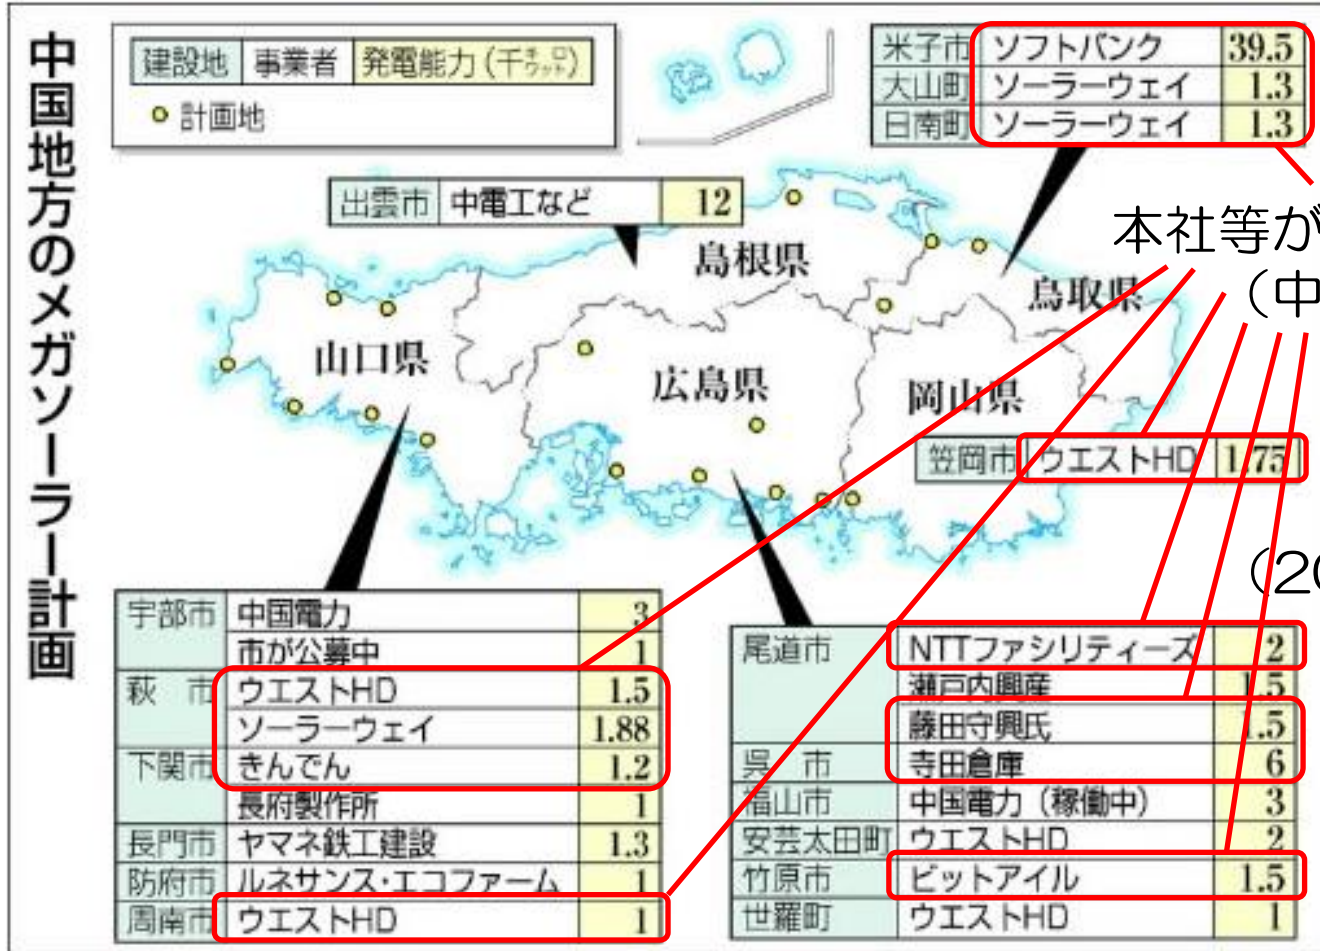 中国地方のメガソーラー計画
建設地 事業者 発電能力(千キロワット)
計画地
米子市 ソフトバンク 39.5
大山町 ソーラーウェイ 1.3
日南町 ソーラーウェイ 1.3
出雲市 中電工など 12
本社等が
(中
島根県
鳥取県
山口県
広島県
岡山県
笠岡市 ウエストHD 1.75
(20
宇部市 中国電力 3
市が公募中 1
萩 市 ウエストHD 1.5
ソーラーウェイ 1.88
下関市 きんでん 1.2
長府製作所 1
長門市 ヤマネ鉄工建設 1.3
防府市 ルネサンス・エコファーム 1
周南市 ウエストHD 1
尾道市 NTTファシリティーズ 2
瀬戸内興産 1.5
藤田守興氏 1.5
呉 市 寺田倉庫 6
福山市 中国電力(稼働中) 3
安芸太田町 ウエストHD 2
竹原市 ビットアイル 1.5
世羅町 ウエストHD 1